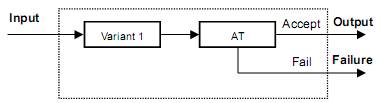 Input
Variant 1
AT
Accept
Output
Fail
Failure